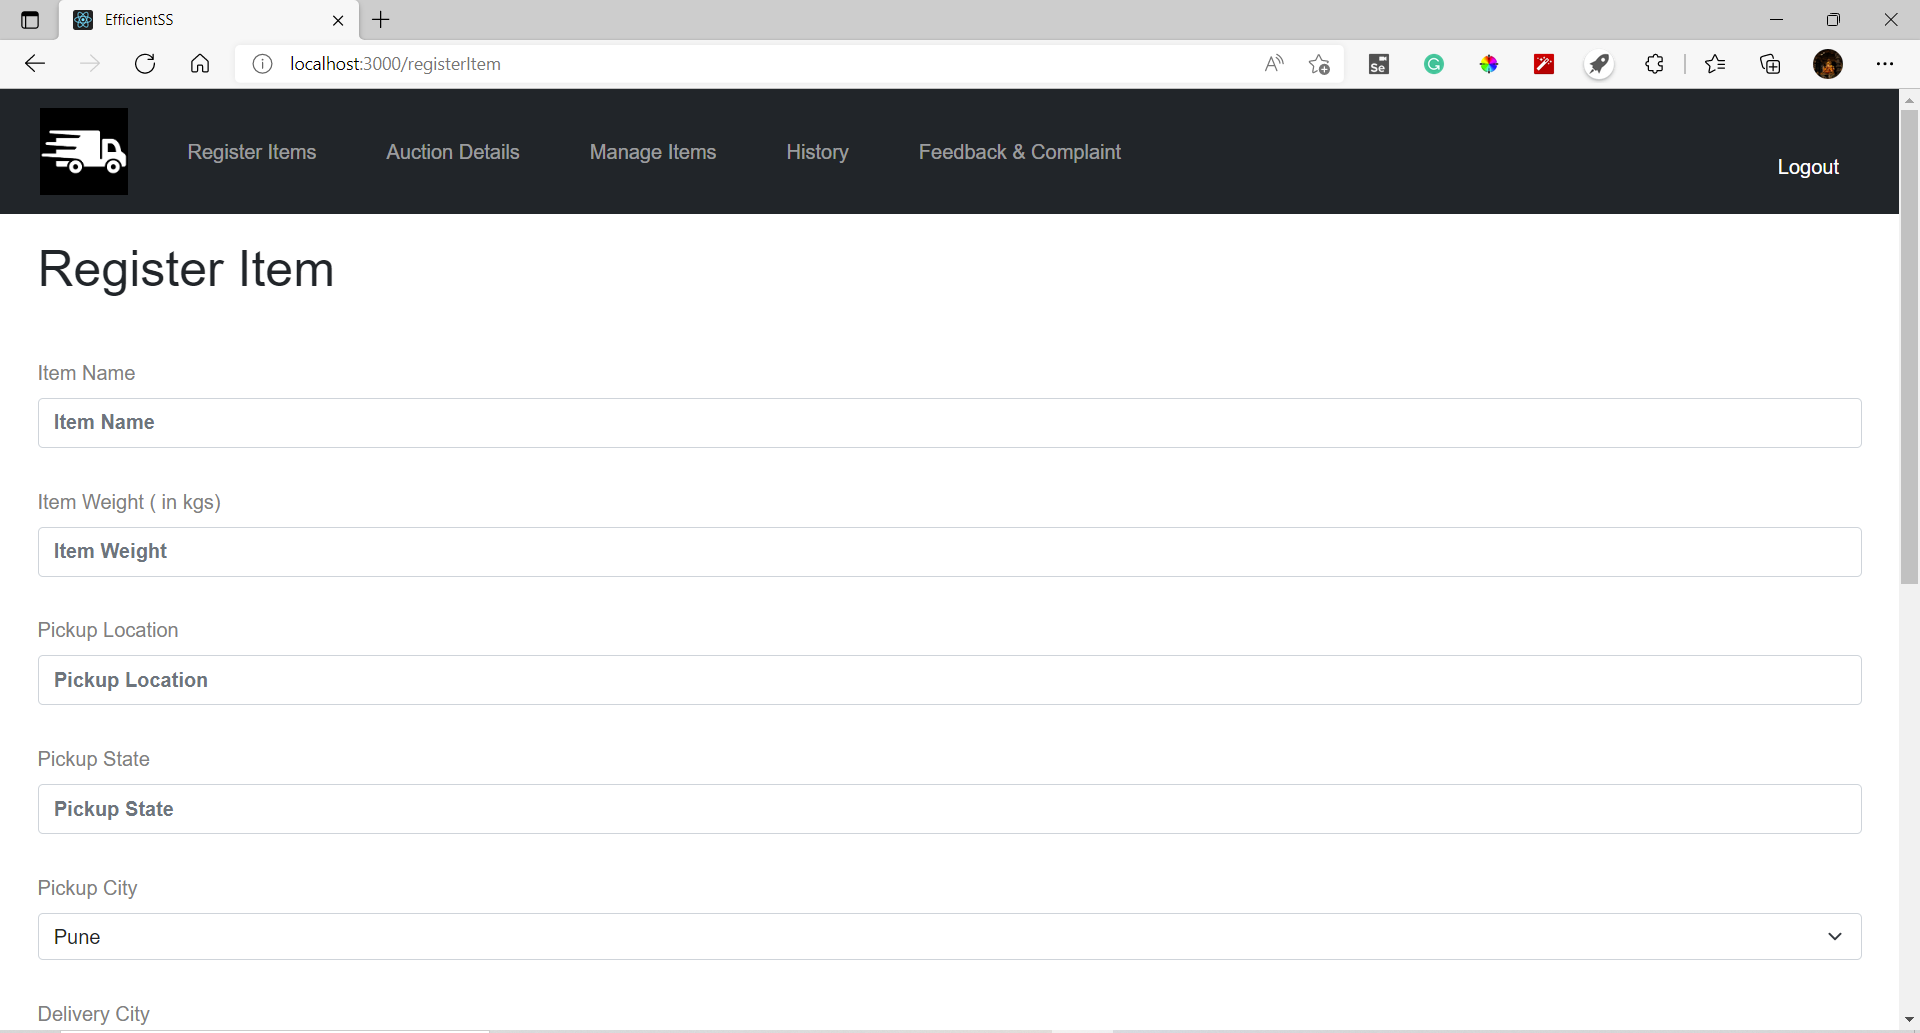 EfficientSS
localhost:3000/registerItem
Se
G
Register Items
Auction Details
Manage Items
History
Feedback & Complaint
Logout
Register Item
Item Name
Item Name
Item Weight ( in kgs)
Item Weight
Pickup Location
Pickup Location
Pickup State
Pickup State
Pickup City
Pune
Delivery City